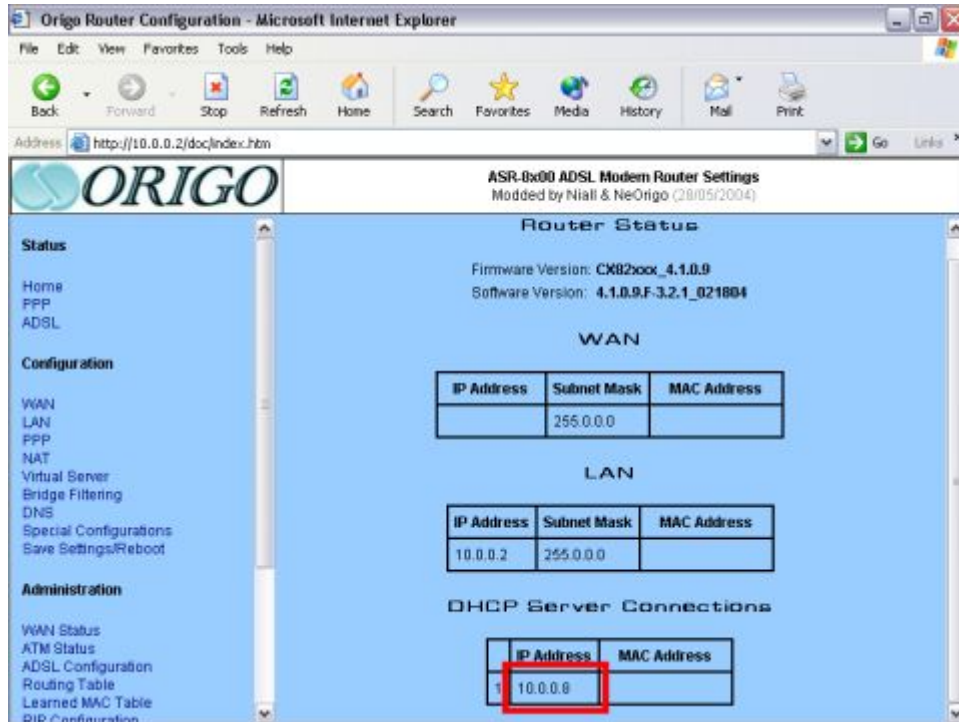 Origo Router Configuration - Microsoft Internet Explorer
File Edit View Favorites Tools Help
Back Forward Stop Refresh Home Search Favorites Media History Mail Print
Address http://10.0.0.2/doc/index.htm Go Links
ORIGO
ASR-8x00 ADSL Modem Router Settings
Modded by Niall & NeOrigo (28/05/2004)
Status
Home
PPP
ADSL
Configuration
WAN
LAN
PPP
NAT
Virtual Server
Bridge Filtering
DNS
Special Configurations
Save Settings/Reboot
Administration
WAN Status
ATM Status
ADSL Configuration
Routing Table
Learned MAC Table
RIP Configuration
Router Status
Firmware Version: CX82xxx_4.1.0.9
Software Version: 4.1.0.9.F-3.2.1_021804
WAN
IP Address Subnet Mask MAC Address
255.0.0.0
LAN
IP Address Subnet Mask MAC Address
10.0.0.2 255.0.0.0
DHCP Server Connections
IP Address MAC Address
1 10.0.0.8